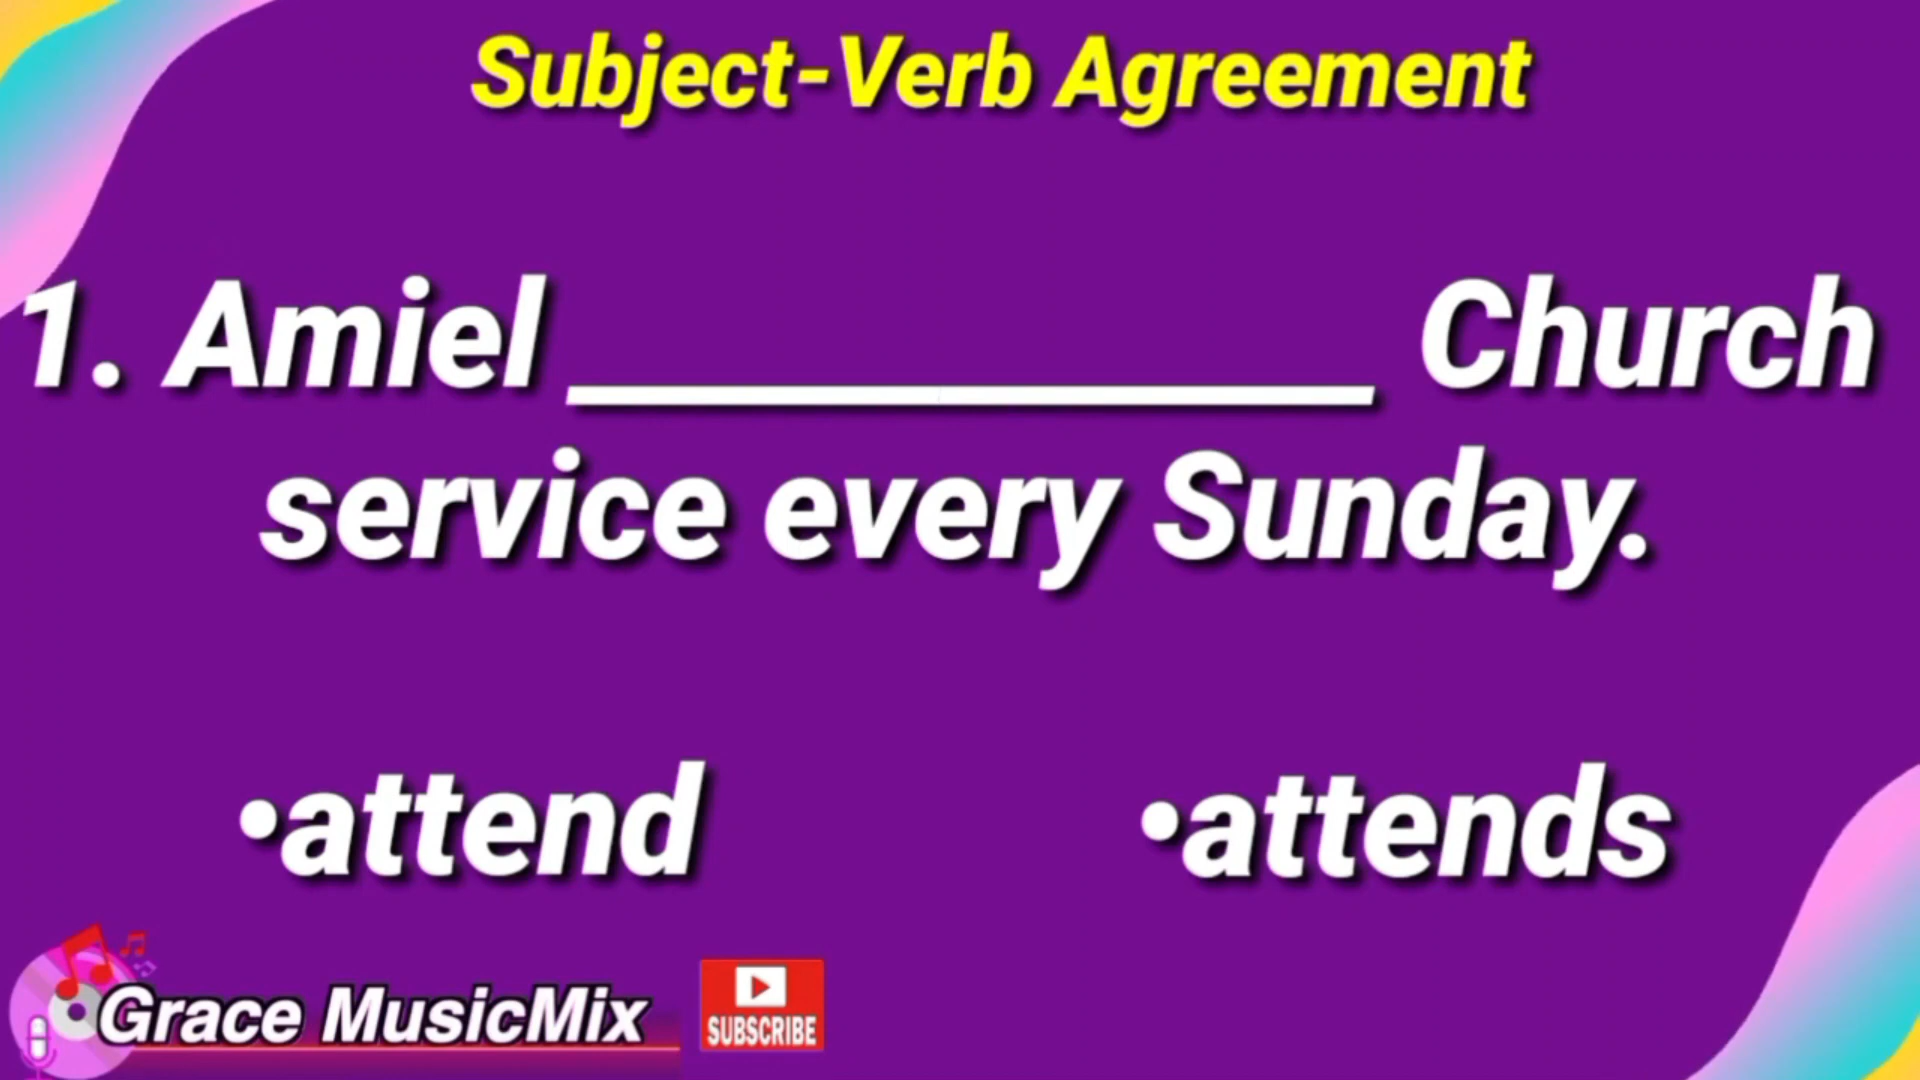 Subject-Verb Agreement
1. Amiel ____________ Church
service every Sunday.
•attend •attends
Grace MusicMix SUBSCRIBE